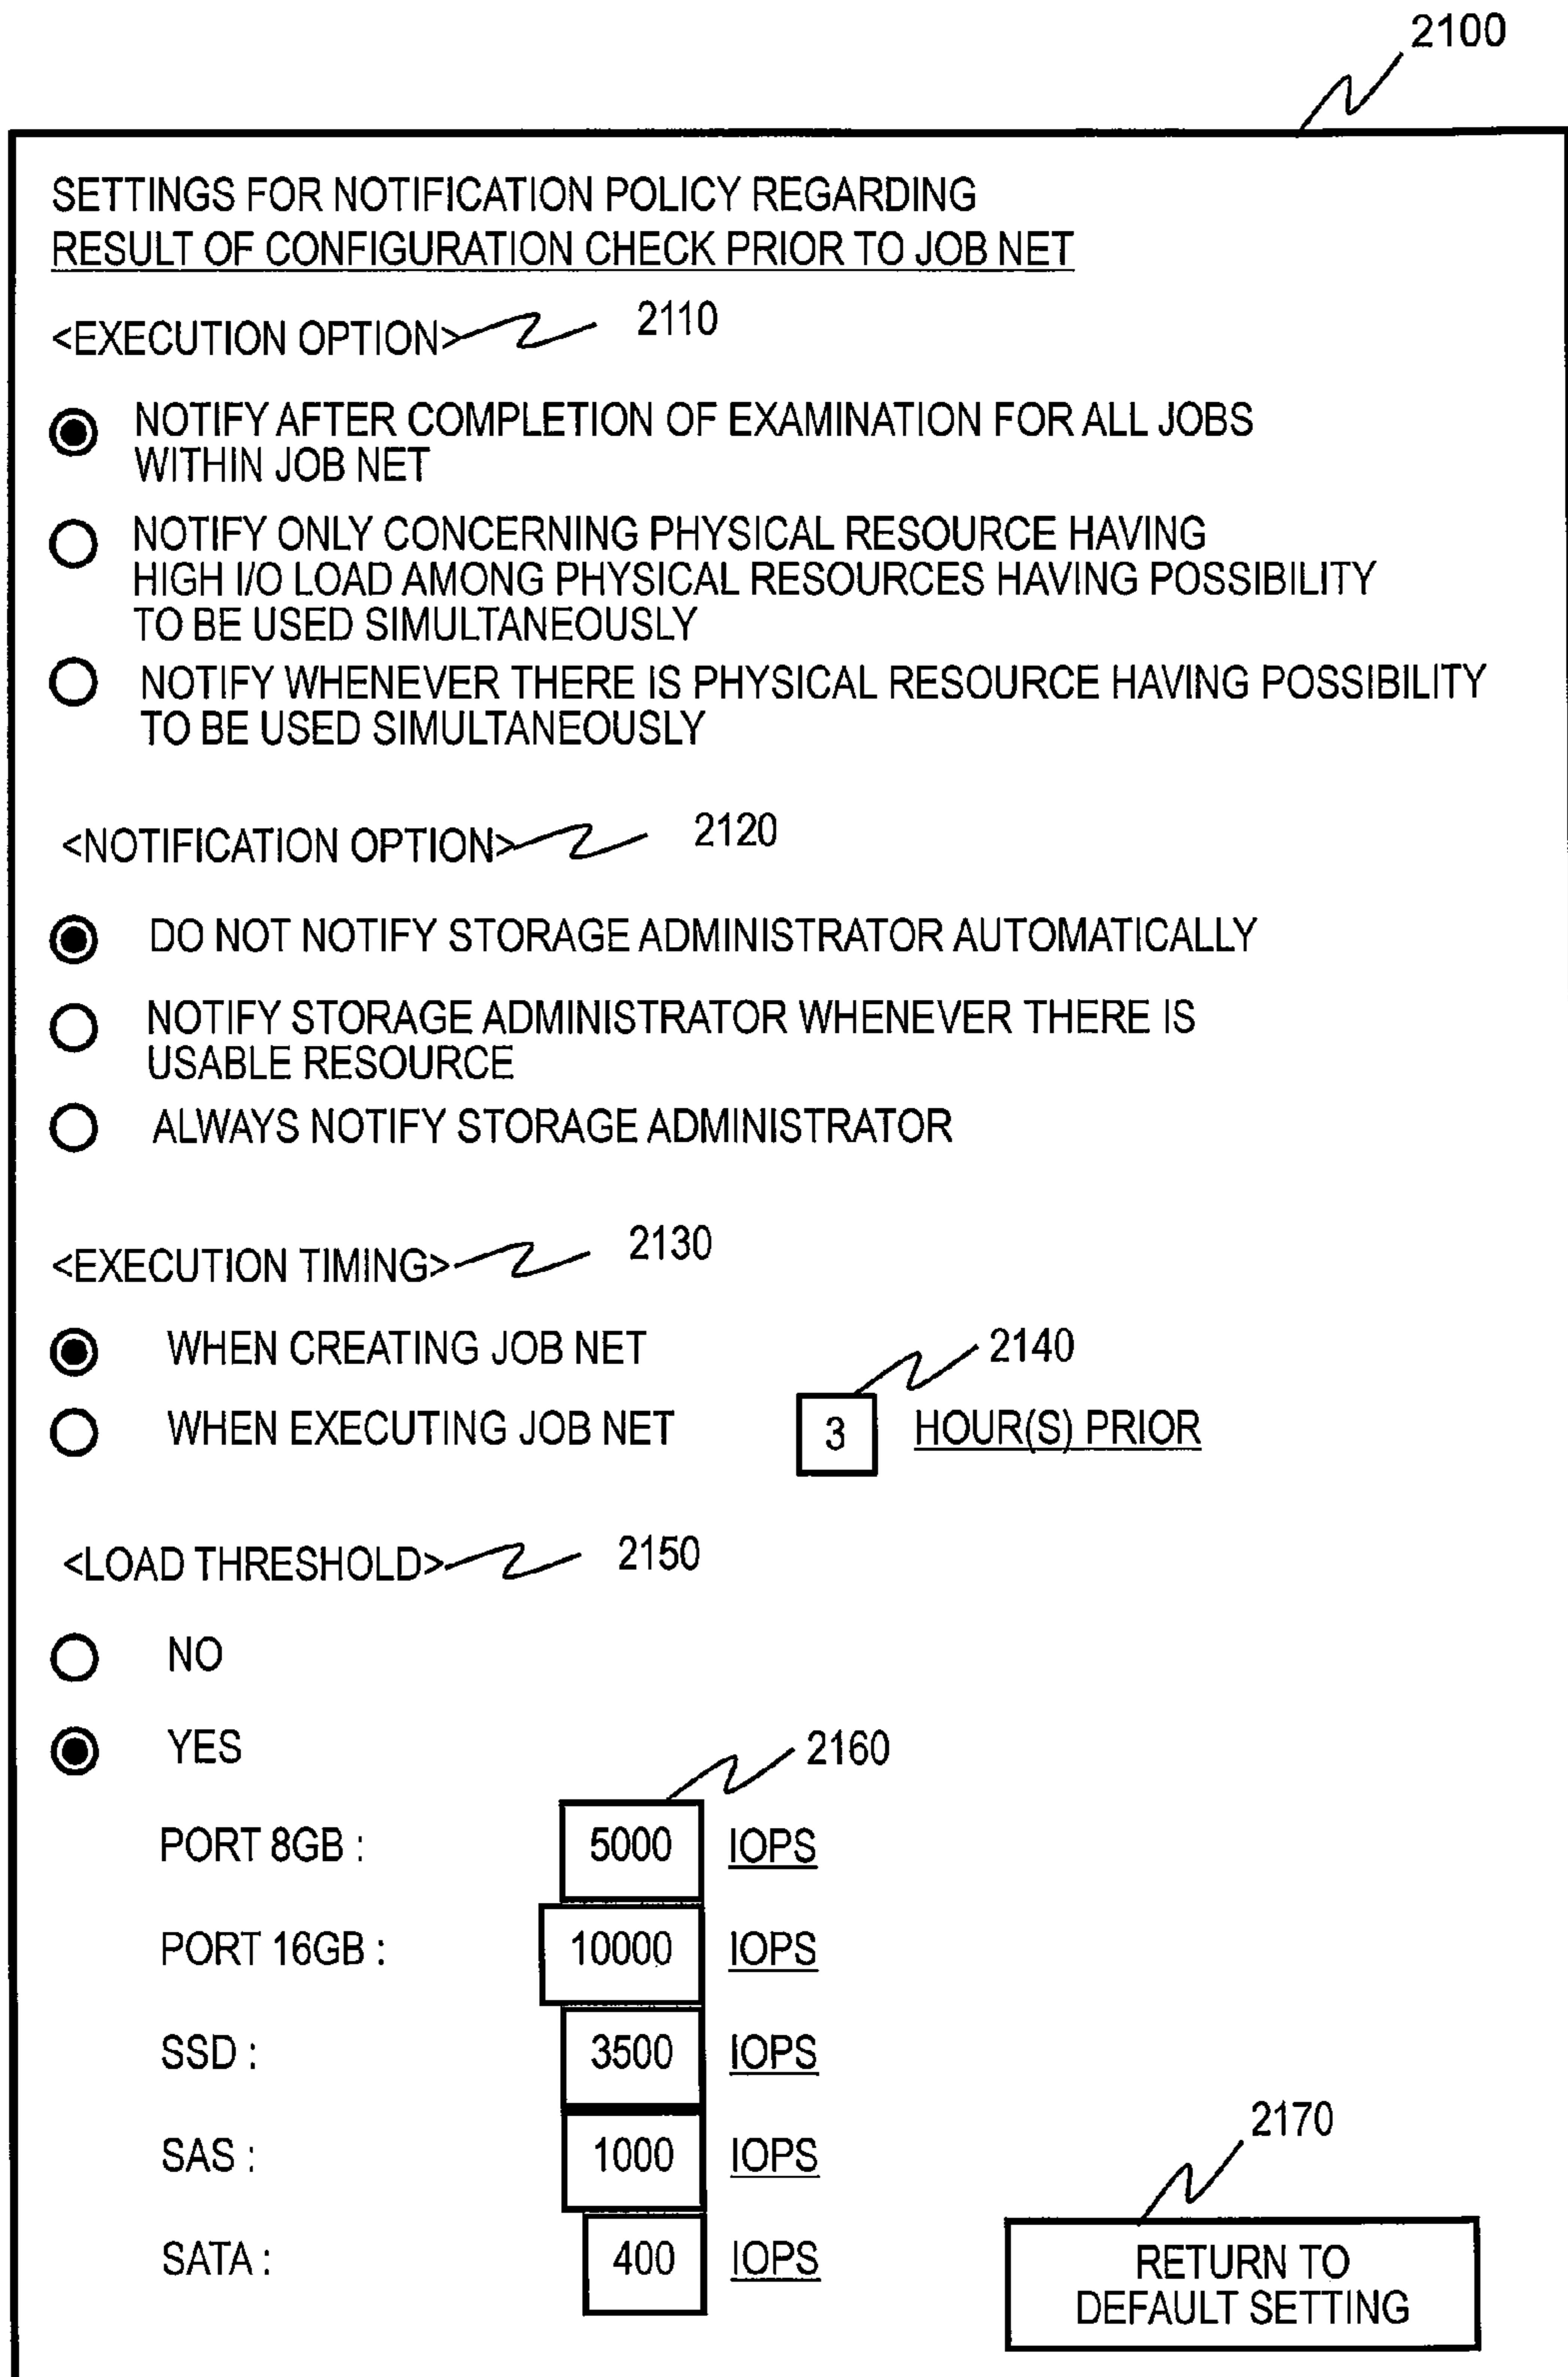 2100
SETTINGS FOR NOTIFICATION POLICY REGARDING
RESULT OF CONFIGURATION CHECK PRIOR TO JOB NET
<EXECUTION OPTION> 2110
NOTIFY AFTER COMPLETION OF EXAMINATION FOR ALL JOBS
WITHIN JOB NET
NOTIFY ONLY CONCERNING PHYSICAL RESOURCE HAVING
HIGH I/O LOAD AMONG PHYSICAL RESOURCES HAVING POSSIBILITY
TO BE USED SIMULTANEOUSLY
NOTIFY WHENEVER THERE IS PHYSICAL RESOURCE HAVING POSSIBILITY
TO BE USED SIMULTANEOUSLY
<NOTIFICATION OPTION> 2120
DO NOT NOTIFY STORAGE ADMINISTRATOR AUTOMATICALLY
NOTIFY STORAGE ADMINISTRATOR WHENEVER THERE IS
USABLE RESOURCE
ALWAYS NOTIFY STORAGE ADMINISTRATOR
<EXECUTION TIMING> 2130
WHEN CREATING JOB NET 2140
WHEN EXECUTING JOB NET 3 HOUR(S) PRIOR
<LOAD THRESHOLD> 2150
NO
YES 2160
PORT 8GB : 5000 IOPS
PORT 16GB : 10000 IOPS
SSD : 3500 IOPS
SAS : 1000 IOPS
SATA : 400 IOPS
2170
RETURN TO
DEFAULT SETTING